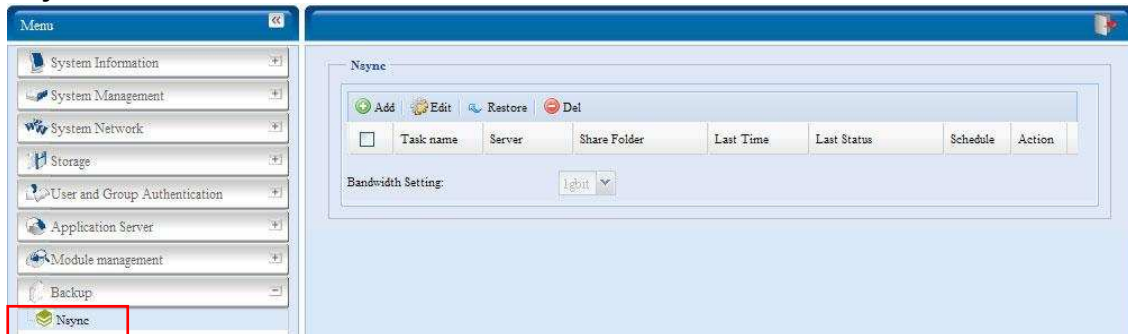 Menu
System Information
System Management
System Network
Storage
User and Group Authentication
Application Server
Module management
Backup
Nsync
Nsync
Add Edit Restore Del
Task name Server Share Folder Last Time Last Status Schedule Action
Bandwidth Setting: 1gbit